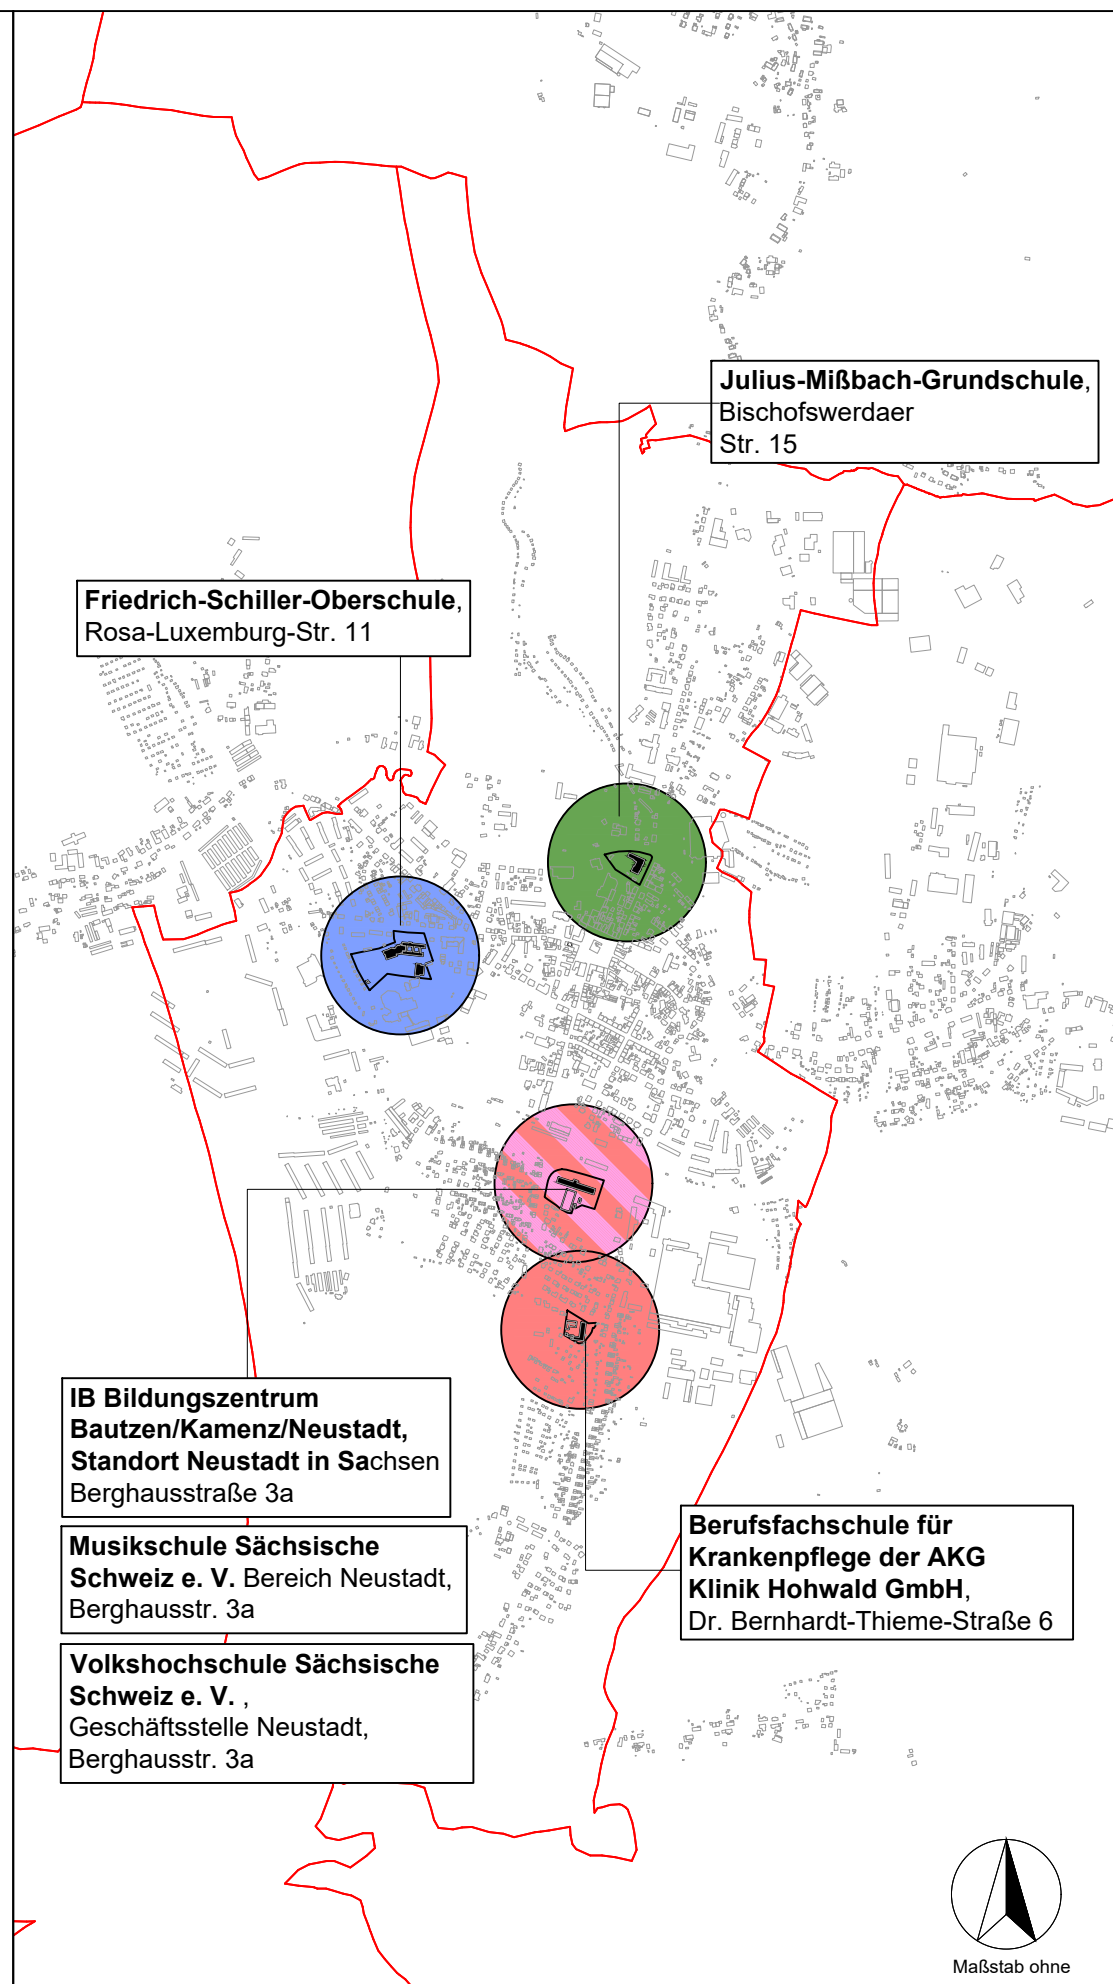 Julius-Mißbach-Grundschule,
Bischofswerdaer
Str. 15
Friedrich-Schiller-Oberschule,
Rosa-Luxemburg-Str. 11
IB Bildungszentrum
Bautzen/Kamenz/Neustadt,
Standort Neustadt in Sachsen
Berghausstraße 3a
Musikschule Sächsische
Schweiz e. V. Bereich Neustadt,
Berghausstr. 3a
Volkshochschule Sächsische
Schweiz e. V. ,
Geschäftsstelle Neustadt,
Berghausstr. 3a
Berufsfachschule für
Krankenpflege der AKG
Klinik Hohwald GmbH,
Dr. Bernhardt-Thieme-Straße 6
Maßstab ohne